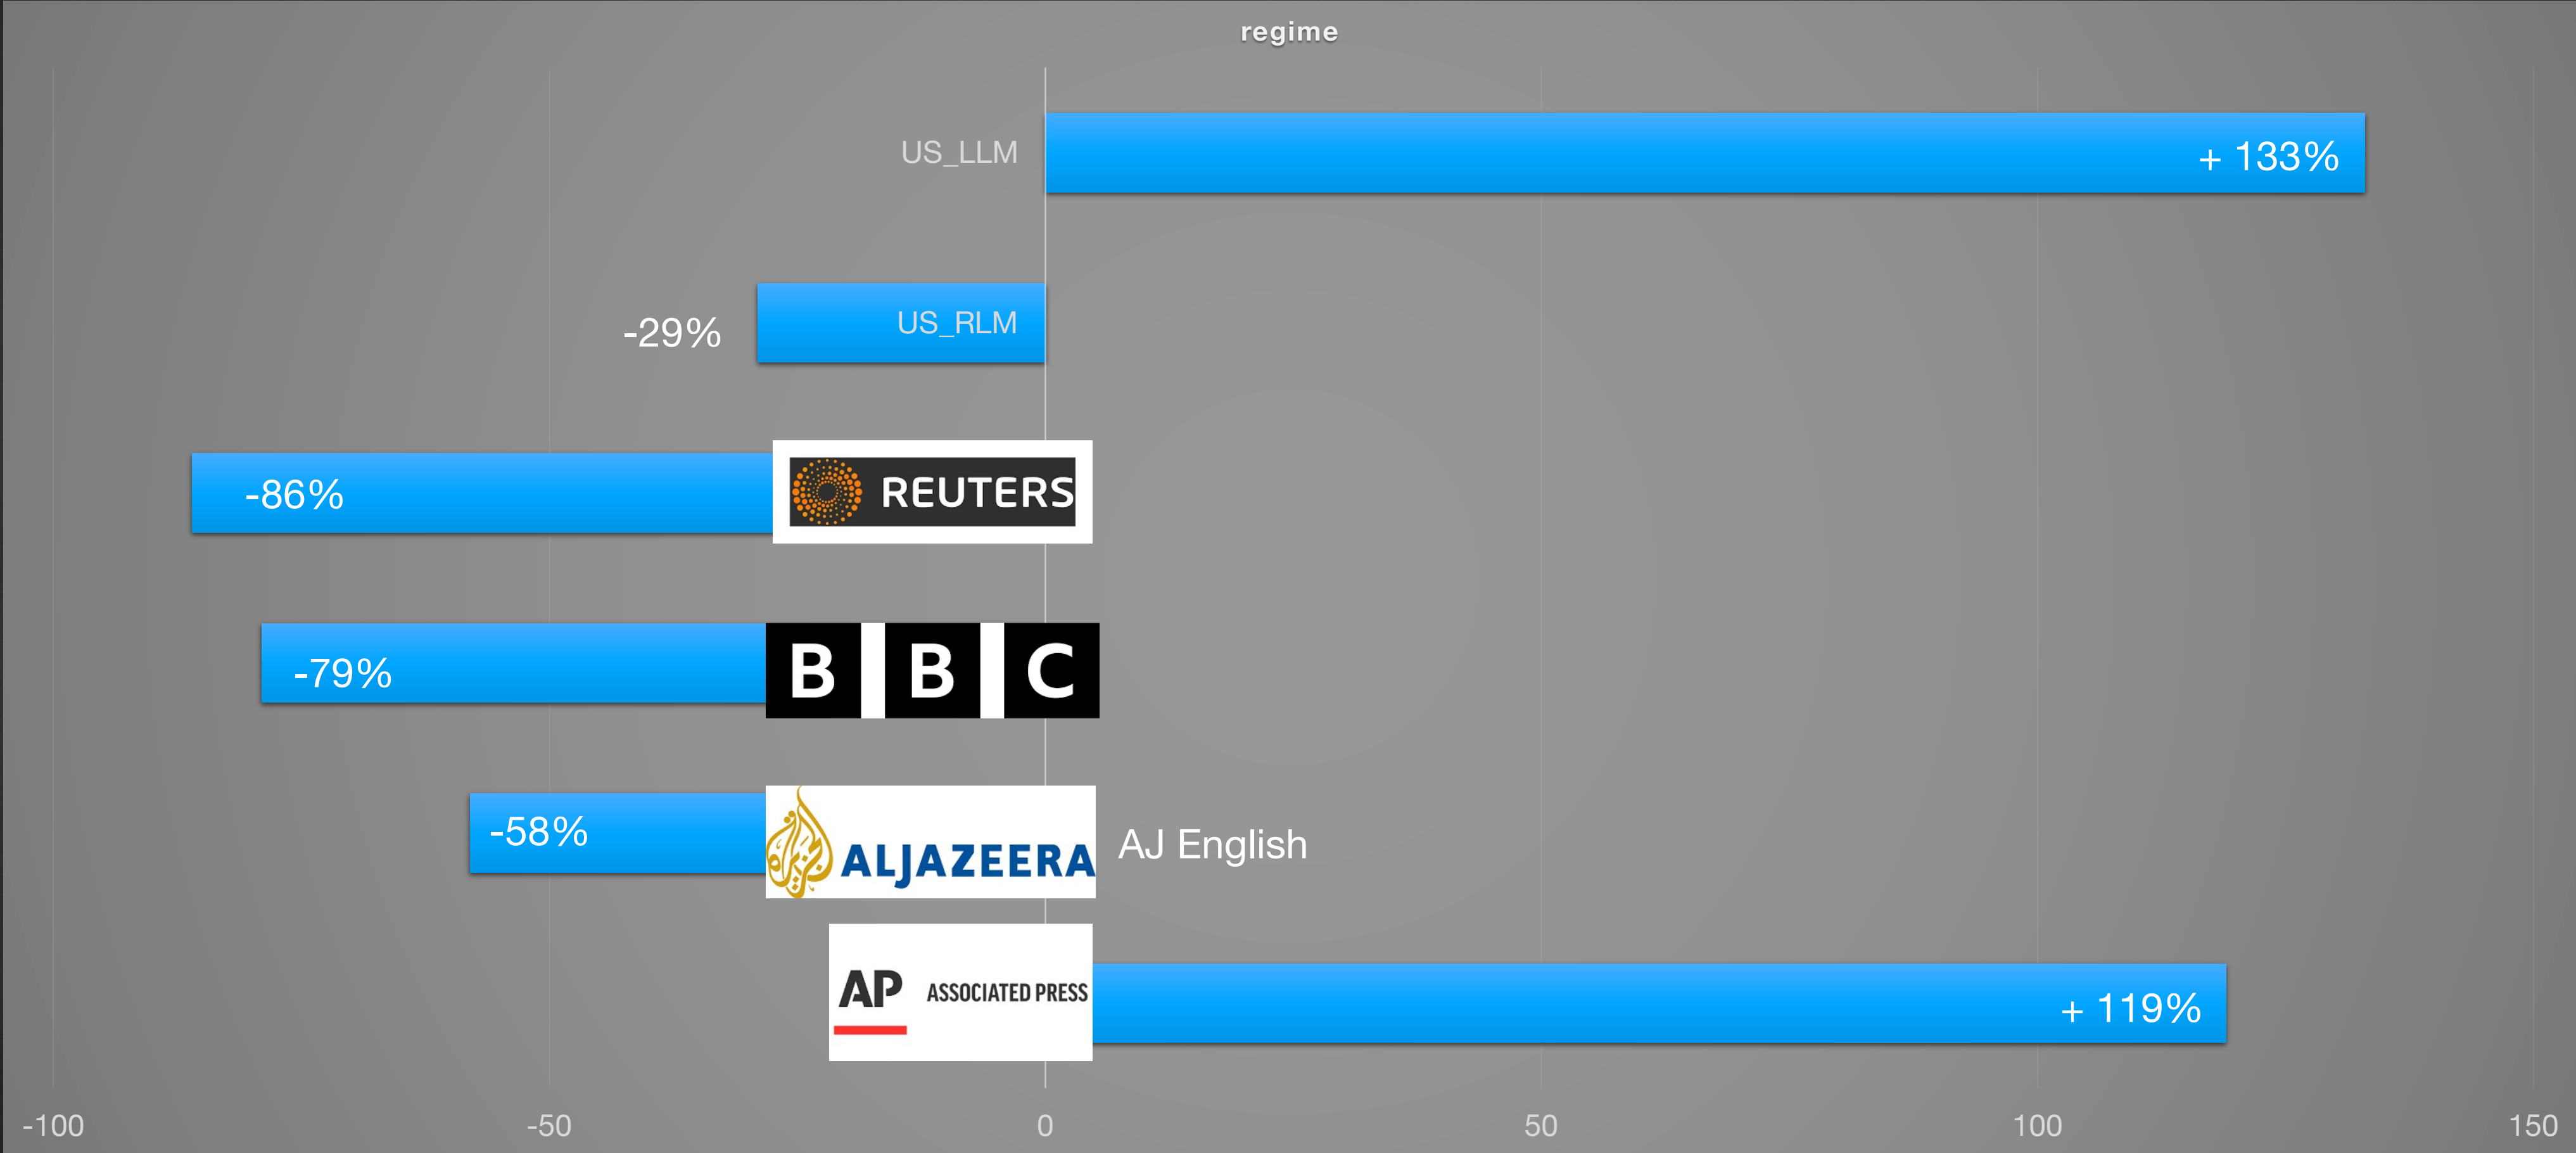 regime
US_LLM
+ 133%
-29%
US_RLM
-86%
REUTERS
-79%
BBC
-58%
ALJAZEERA
AJ English
AP ASSOCIATED PRESS
+ 119%
-100 -50 0 50 100 150